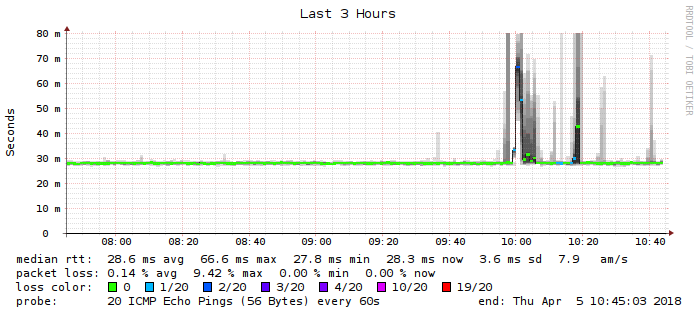 Last 3 Hours
RRDTOOL / TOBI OETIKER
Seconds
80 m
70 m
60 m
50 m
40 m
30 m
20 m
10 m
0
08:00 08:20 08:40 09:00 09:20 09:40 10:00 10:20 10:40
median rtt: 28.6 ms avg 66.6 ms max 27.8 ms min 28.3 ms now 3.6 ms sd 7.9 am/s
packet loss: 0.14 % avg 9.42 % max 0.00 % min 0.00 % now
loss color: 0 1/20 2/20 3/20 4/20 10/20 19/20
probe: 20 ICMP Echo Pings (56 Bytes) every 60s end: Thu Apr 5 10:45:03 2018